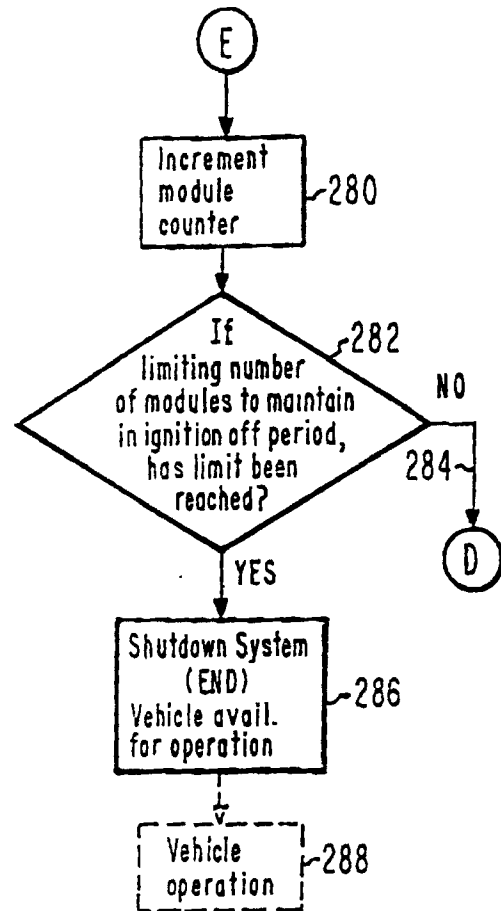 E
Increment
module
counter
280
If
limiting number
of modules to maintain
in ignition off period,
has limit been
reached?
282
NO
284
D
YES
Shutdown System
(END)
Vehicle avail.
for operation
286
Vehicle
operation
288